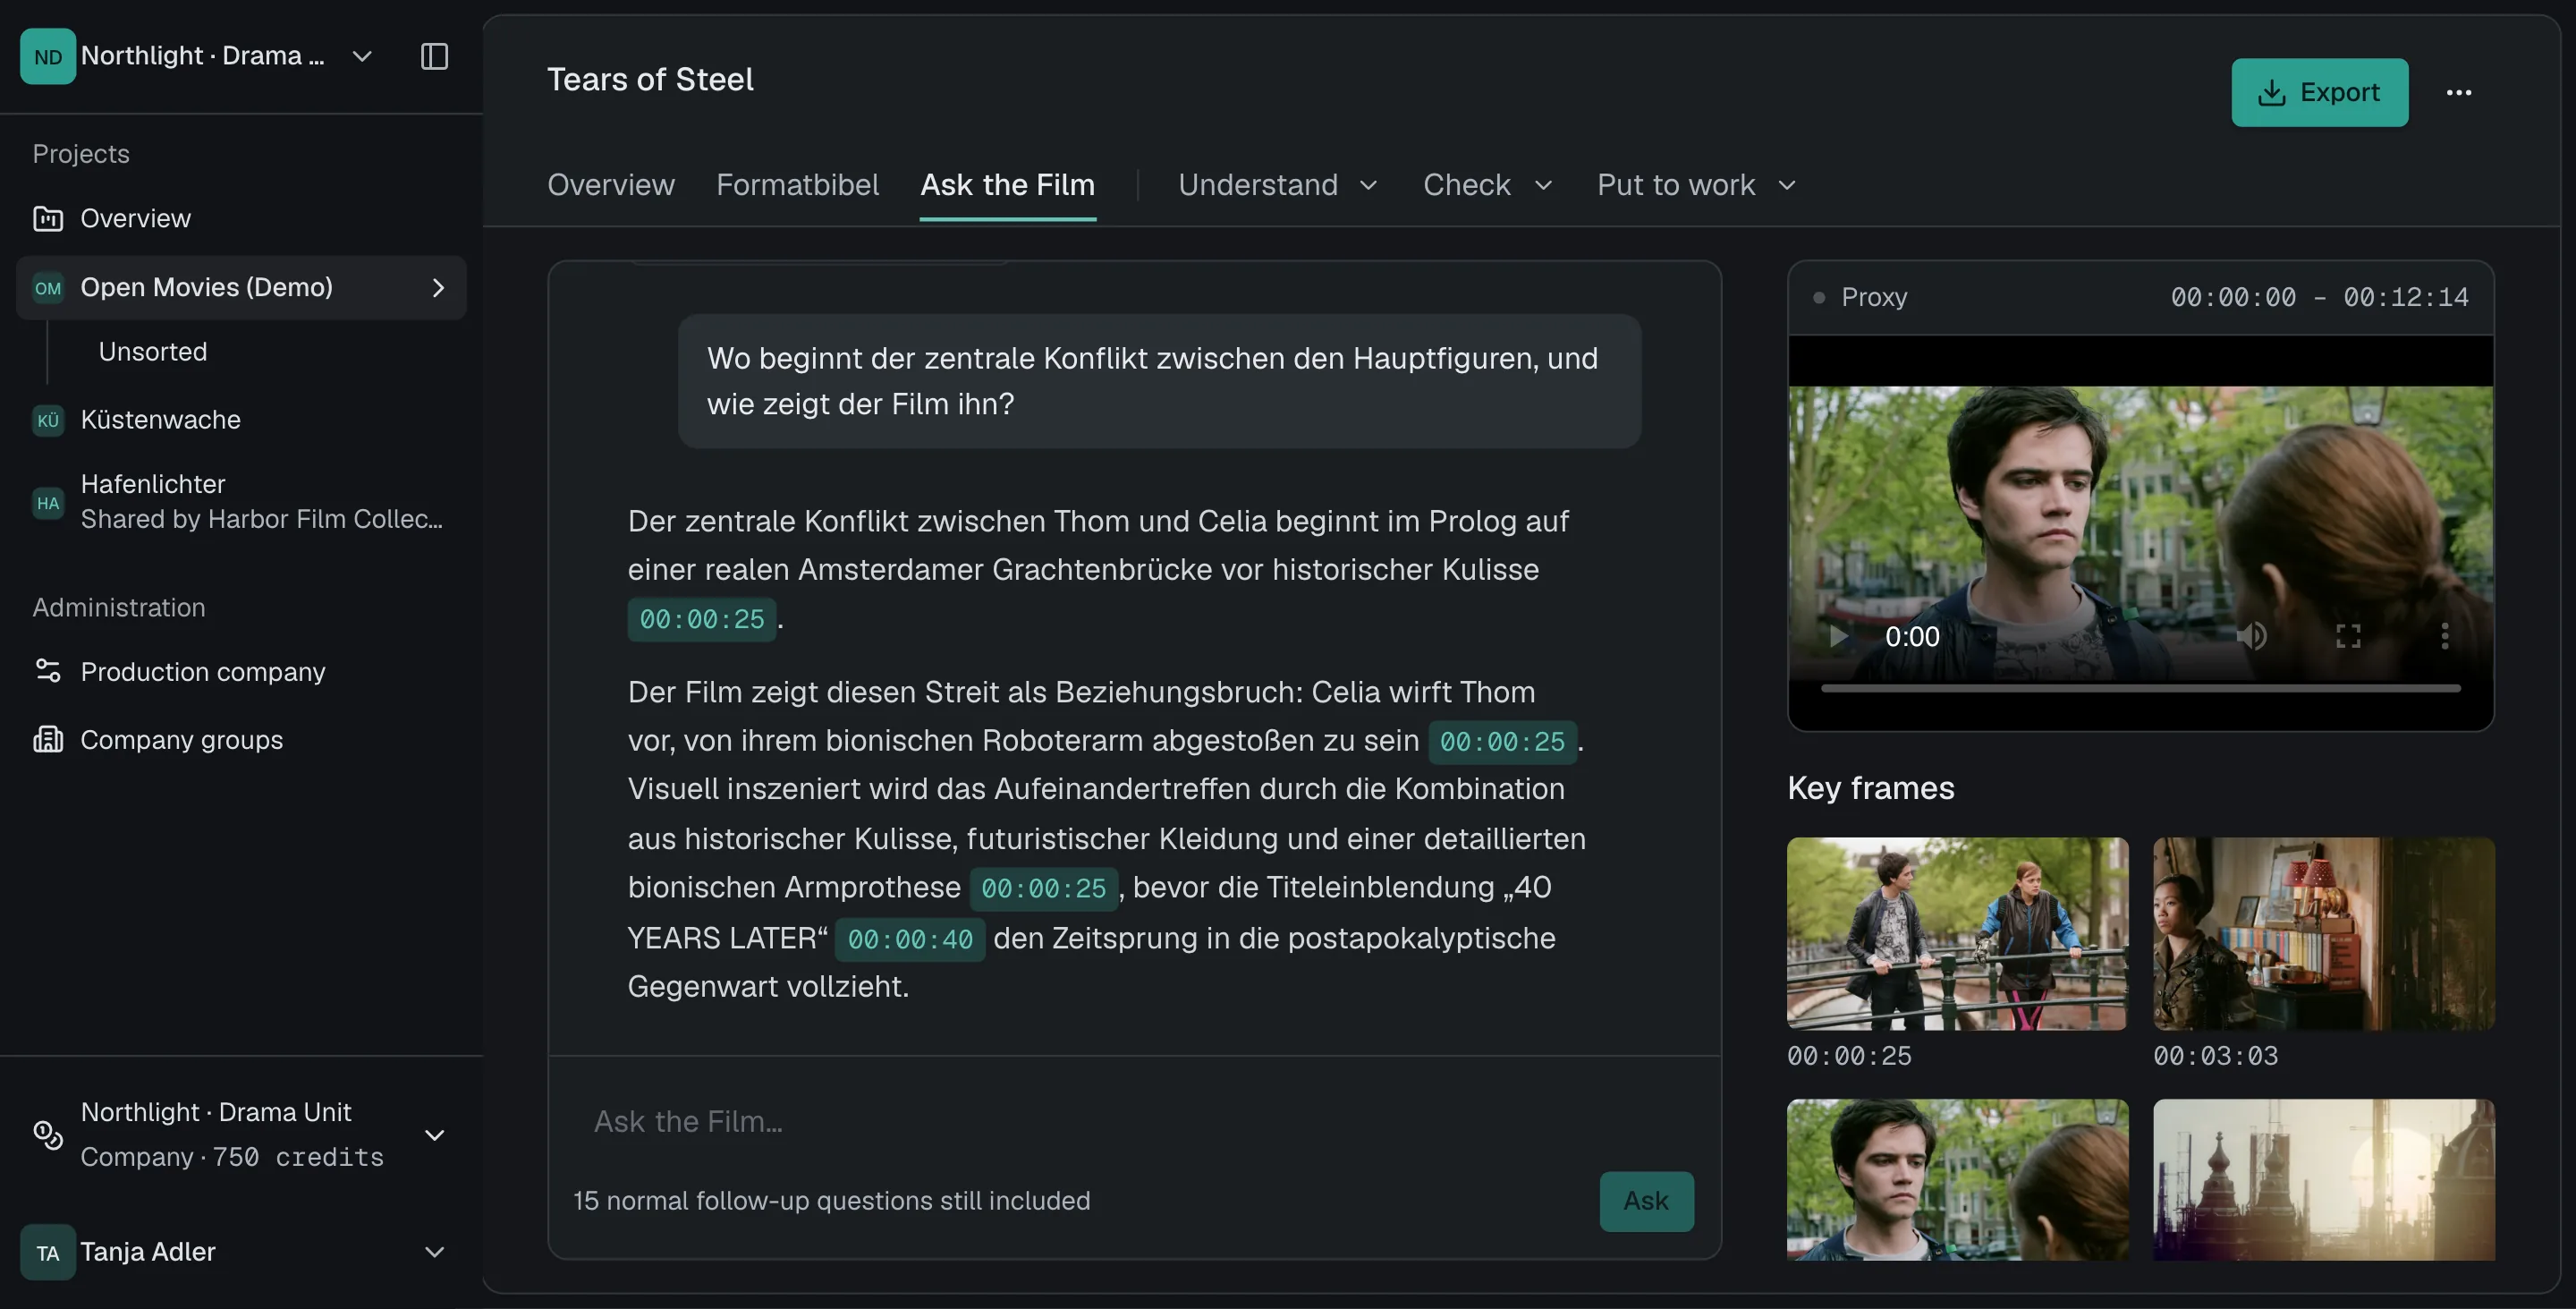 ND Northlight · Drama ...
Projects
Overview
OM Open Movies (Demo)
Unsorted
KÜ Küstenwache
HA Hafenlichter
Shared by Harbor Film Collec...
Administration
Production company
Company groups
Northlight · Drama Unit
Company · 750 credits
TA Tanja Adler
Tears of Steel
Export
Overview Formatbibel Ask the Film Understand Check Put to work
Wo beginnt der zentrale Konflikt zwischen den Hauptfiguren, und
wie zeigt der Film ihn?
Der zentrale Konflikt zwischen Thom und Celia beginnt im Prolog auf
einer realen Amsterdamer Grachtenbrücke vor historischer Kulisse
00:00:25 .
Der Film zeigt diesen Streit als Beziehungsbruch: Celia wirft Thom
vor, von ihrem bionischen Roboterarm abgestoßen zu sein 00:00:25 .
Visuell inszeniert wird das Aufeinandertreffen durch die Kombination
aus historischer Kulisse, futuristischer Kleidung und einer detaillierten
bionischen Armprothese 00:00:25 , bevor die Titeleinblendung „40
YEARS LATER“ 00:00:40 den Zeitsprung in die postapokalyptische
Gegenwart vollzieht.
Ask the Film...
15 normal follow-up questions still included
Ask
Proxy 00:00:00 – 00:12:14
0:00
Key frames
00:00:25 00:03:03